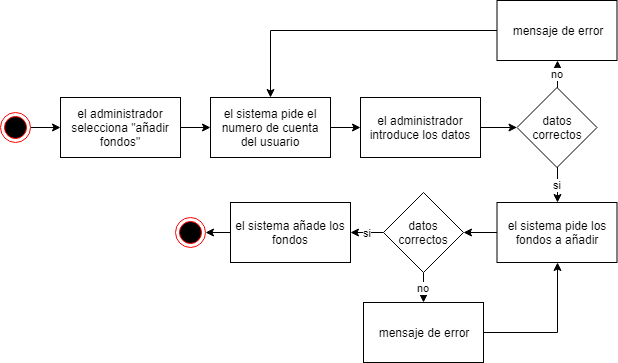 mensaje de error
no
el administrador
selecciona "añadir
fondos"
el sistema pide el
numero de cuenta
del usuario
el administrador
introduce los datos
datos
correctos
si
el sistema pide los
fondos a añadir
datos
correctos
si
el sistema añade los
fondos
no
mensaje de error